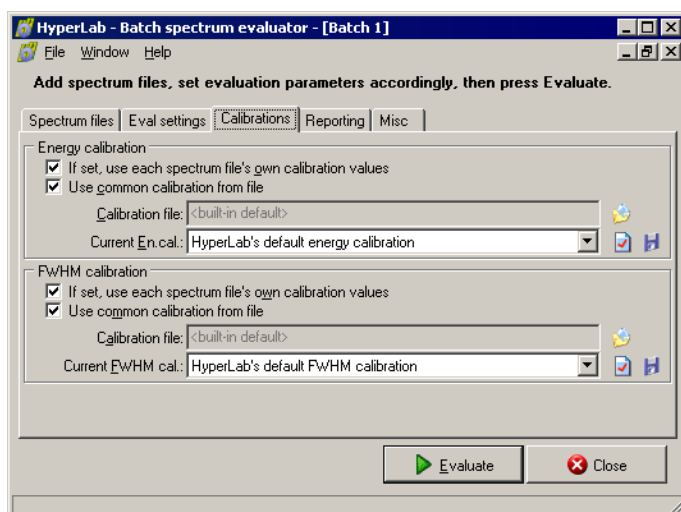 HyperLab - Batch spectrum evaluator - [Batch 1]
File Window Help
Add spectrum files, set evaluation parameters accordingly, then press Evaluate.
Spectrum files Eval settings Calibrations Reporting Misc
Energy calibration
If set, use each spectrum file's own calibration values
Use common calibration from file
Calibration file: <built-in default>
Current En.cal.: HyperLab's default energy calibration
FWHM calibration
If set, use each spectrum file's own calibration values
Use common calibration from file
Calibration file: <built-in default>
Current FWHM cal.: HyperLab's default FWHM calibration
Evaluate Close